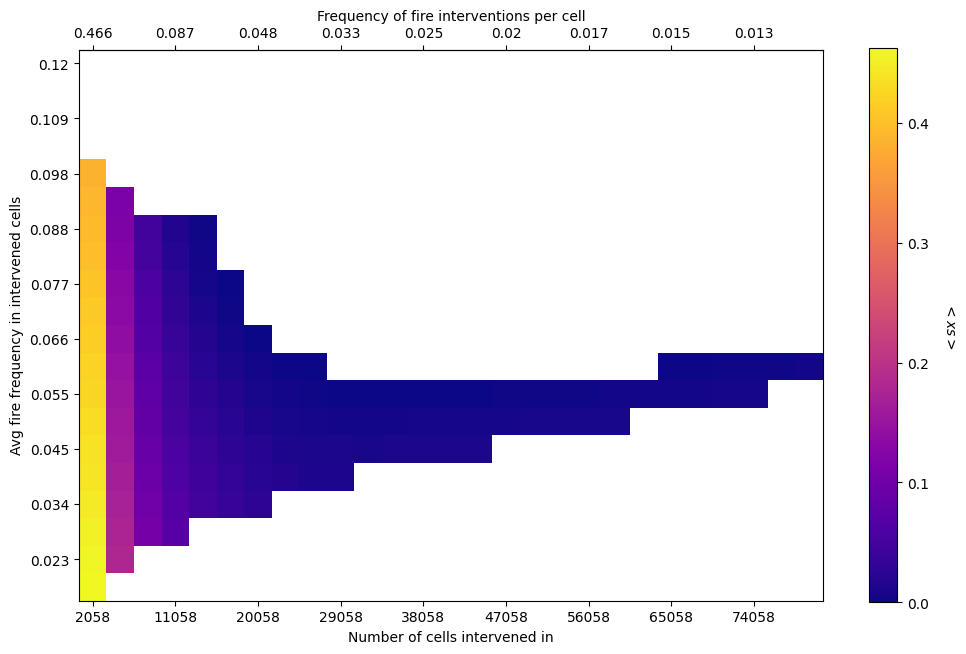 Frequency of fire interventions per cell
0.466 0.087 0.048 0.033 0.025 0.02 0.017 0.015 0.013
Avg fire frequency in intervened cells
0.12
0.109
0.098
0.088
0.077
0.066
0.055
0.045
0.034
0.023
2058 11058 20058 29058 38058 47058 56058 65058 74058
Number of cells intervened in
0.4
0.3
0.2
0.1
0.0
< sx >